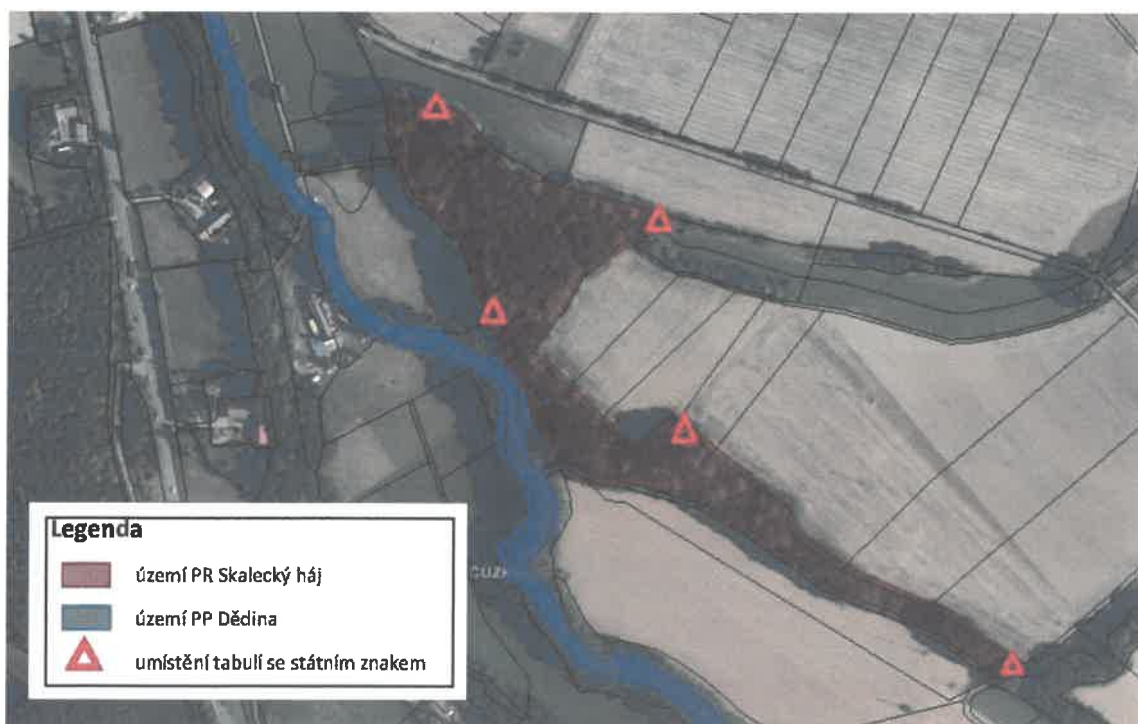 Legenda
území PR Skalecký háj
území PP Dědina
umístění tabulí se státním znakem